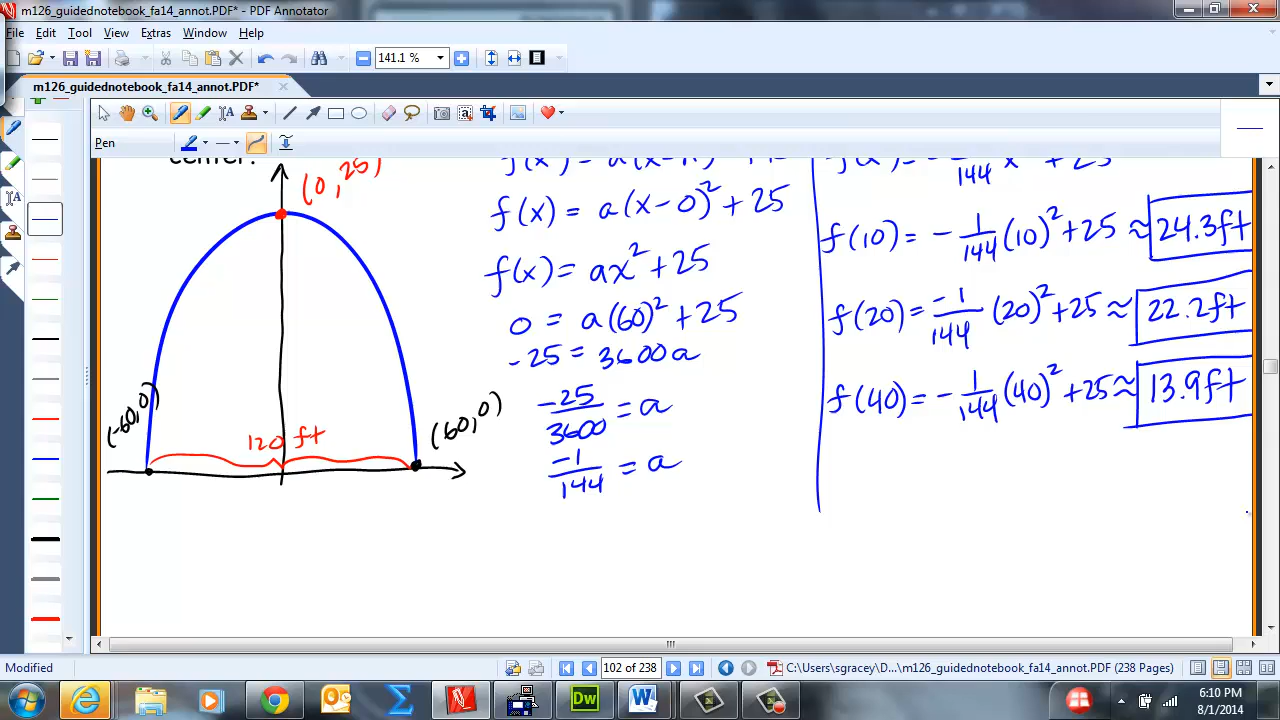 m126_guidednotebook_fa14_annot.PDF* - PDF Annotator
File Edit Tool View Extras Window Help
141.1 %
m126_guidednotebook_fa14_annot.PDF*
Pen
center.
(0, 25)
(-60, 0)
120 ft
(60, 0)
f(x) = a(x-0)² + 25
f(x) = ax² + 25
0 = a(60)² + 25
-25 = 3600a
-25/3600 = a
-1/144 = a
f(10) = -1/144 (10)² + 25 ≈ 24.3ft
f(20) = -1/144 (20)² + 25 ≈ 22.2ft
f(40) = -1/144 (40)² + 25 ≈ 13.9ft
Modified
102 of 238
C:\Users\sgracey\D...\m126_guidednotebook_fa14_annot.PDF (238 Pages)
6:10 PM
8/1/2014